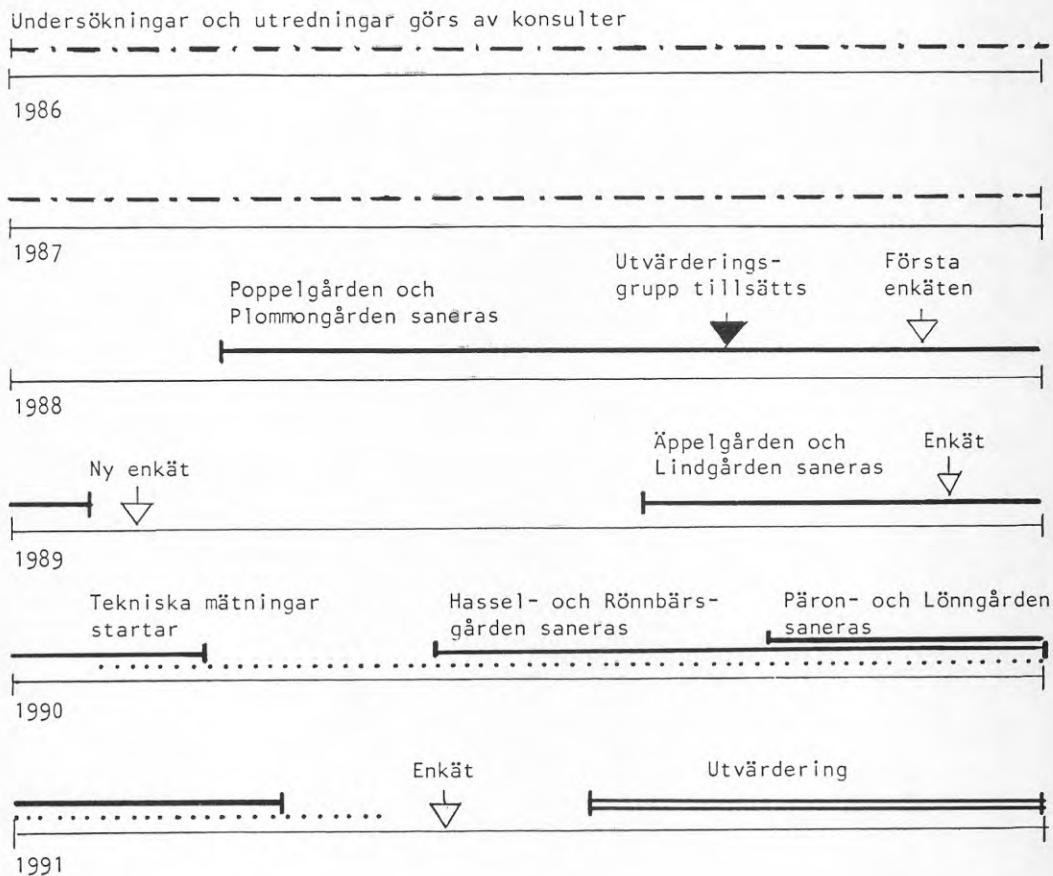 Undersökningar och utredningar görs av konsulter
1986
1987
Poppelgården och
Plommongården saneras
Utvärderings-
grupp tillsätts
Första
enkäten
1988
Ny enkät
Äppelgården och
Lindgården saneras
Enkät
1989
Tekniska mätningar
startar
Hassel- och Rönnbärs-
gården saneras
Päron- och Lönngården
saneras
1990
Enkät
Utvärdering
1991